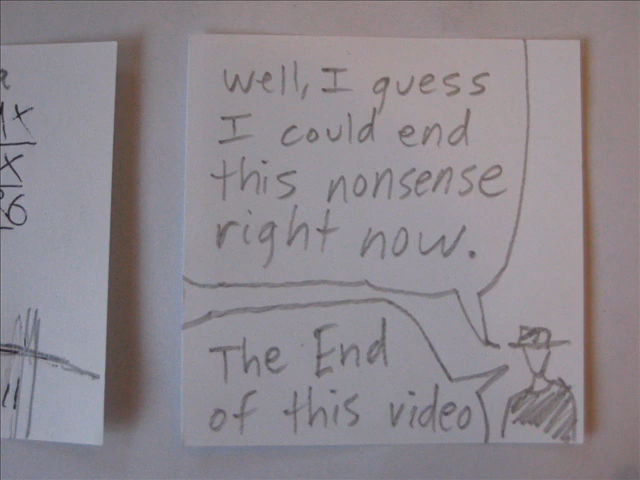 Well, I guess
I could end
this nonsense
right now.
The End
of this video